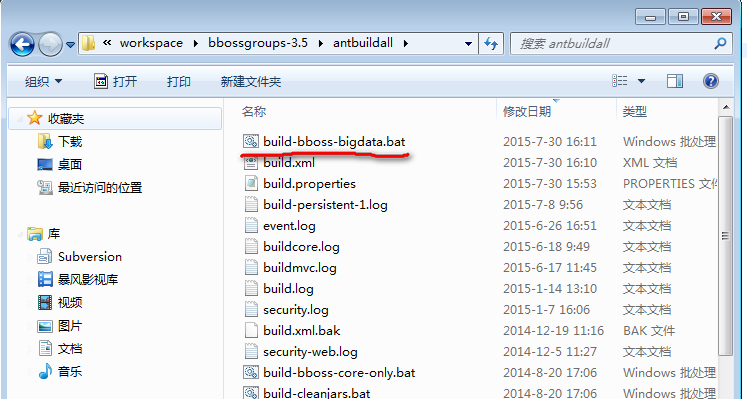 « workspace ▸ bbossgroups-3.5 ▸ antbuildall ▸
搜索 antbuildall
组织 打开 打印 新建文件夹
名称 修改日期 类型
收藏夹
下载
桌面
最近访问的位置
库
Subversion
暴风影视库
视频
图片
文档
音乐
build-bboss-bigdata.bat 2015-7-30 16:11 Windows 批处理
build.xml 2015-7-30 16:10 XML 文档
build.properties 2015-7-30 15:53 PROPERTIES 文件
build-persistent-1.log 2015-7-8 9:56 文本文档
event.log 2015-6-26 16:51 文本文档
buildcore.log 2015-6-18 9:49 文本文档
buildmvc.log 2015-6-17 11:45 文本文档
build.log 2015-1-14 13:10 文本文档
security.log 2015-1-7 16:06 文本文档
build.xml.bak 2014-12-19 11:16 BAK 文件
security-web.log 2014-12-5 11:27 文本文档
build-bboss-core-only.bat 2014-8-20 17:06 Windows 批处理
build-cleanjars.bat 2014-8-20 17:06 Windows 批处理